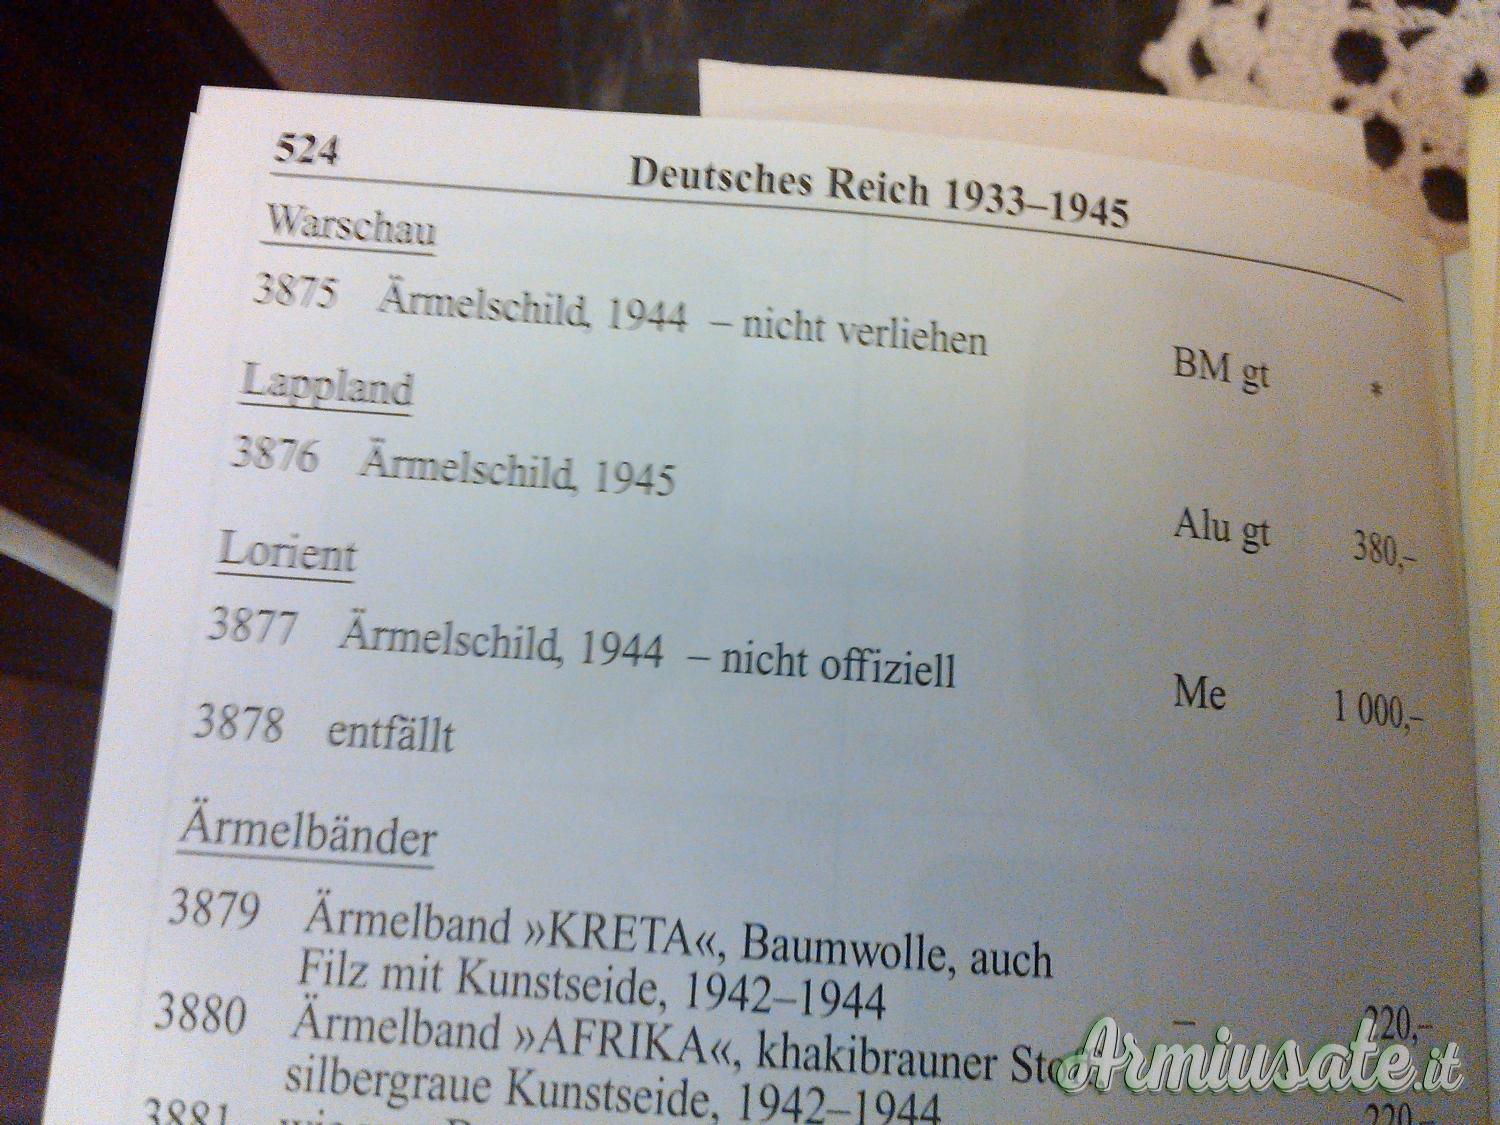 524 Deutsches Reich 1933–1945
Warschau
3875 Ärmelschild, 1944 – nicht verliehen BM gt *
Lappland
3876 Ärmelschild, 1945 Alu gt 380,–
Lorient
3877 Ärmelschild, 1944 – nicht offiziell Me 1 000,–
3878 entfällt
Ärmelbänder
3879 Ärmelband »KRETA«, Baumwolle, auch
Filz mit Kunstseide, 1942–1944 – 220,–
3880 Ärmelband »AFRIKA«, khakibrauner
silbergraue Kunstseide, 1942–1944 220,–
3881
Armiusate.it